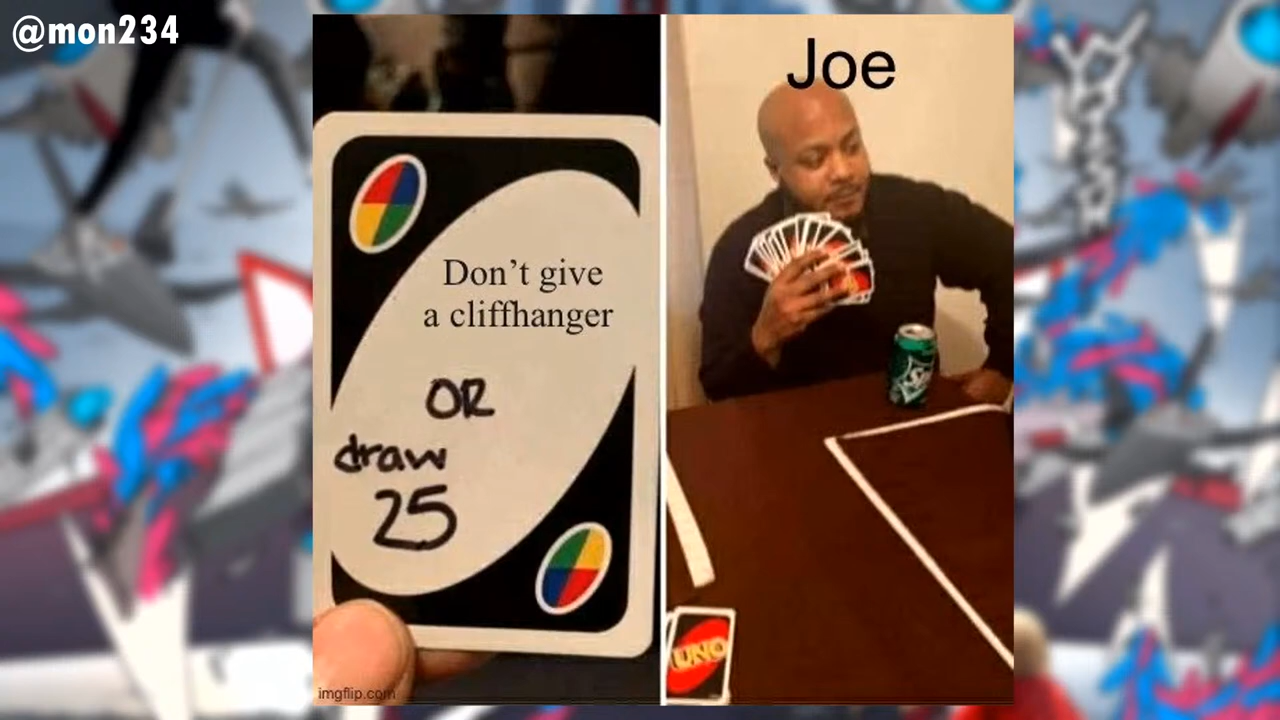 @mon234
Joe
Don't give
a cliffhanger
OR
draw
25
UNO
imgflip.com